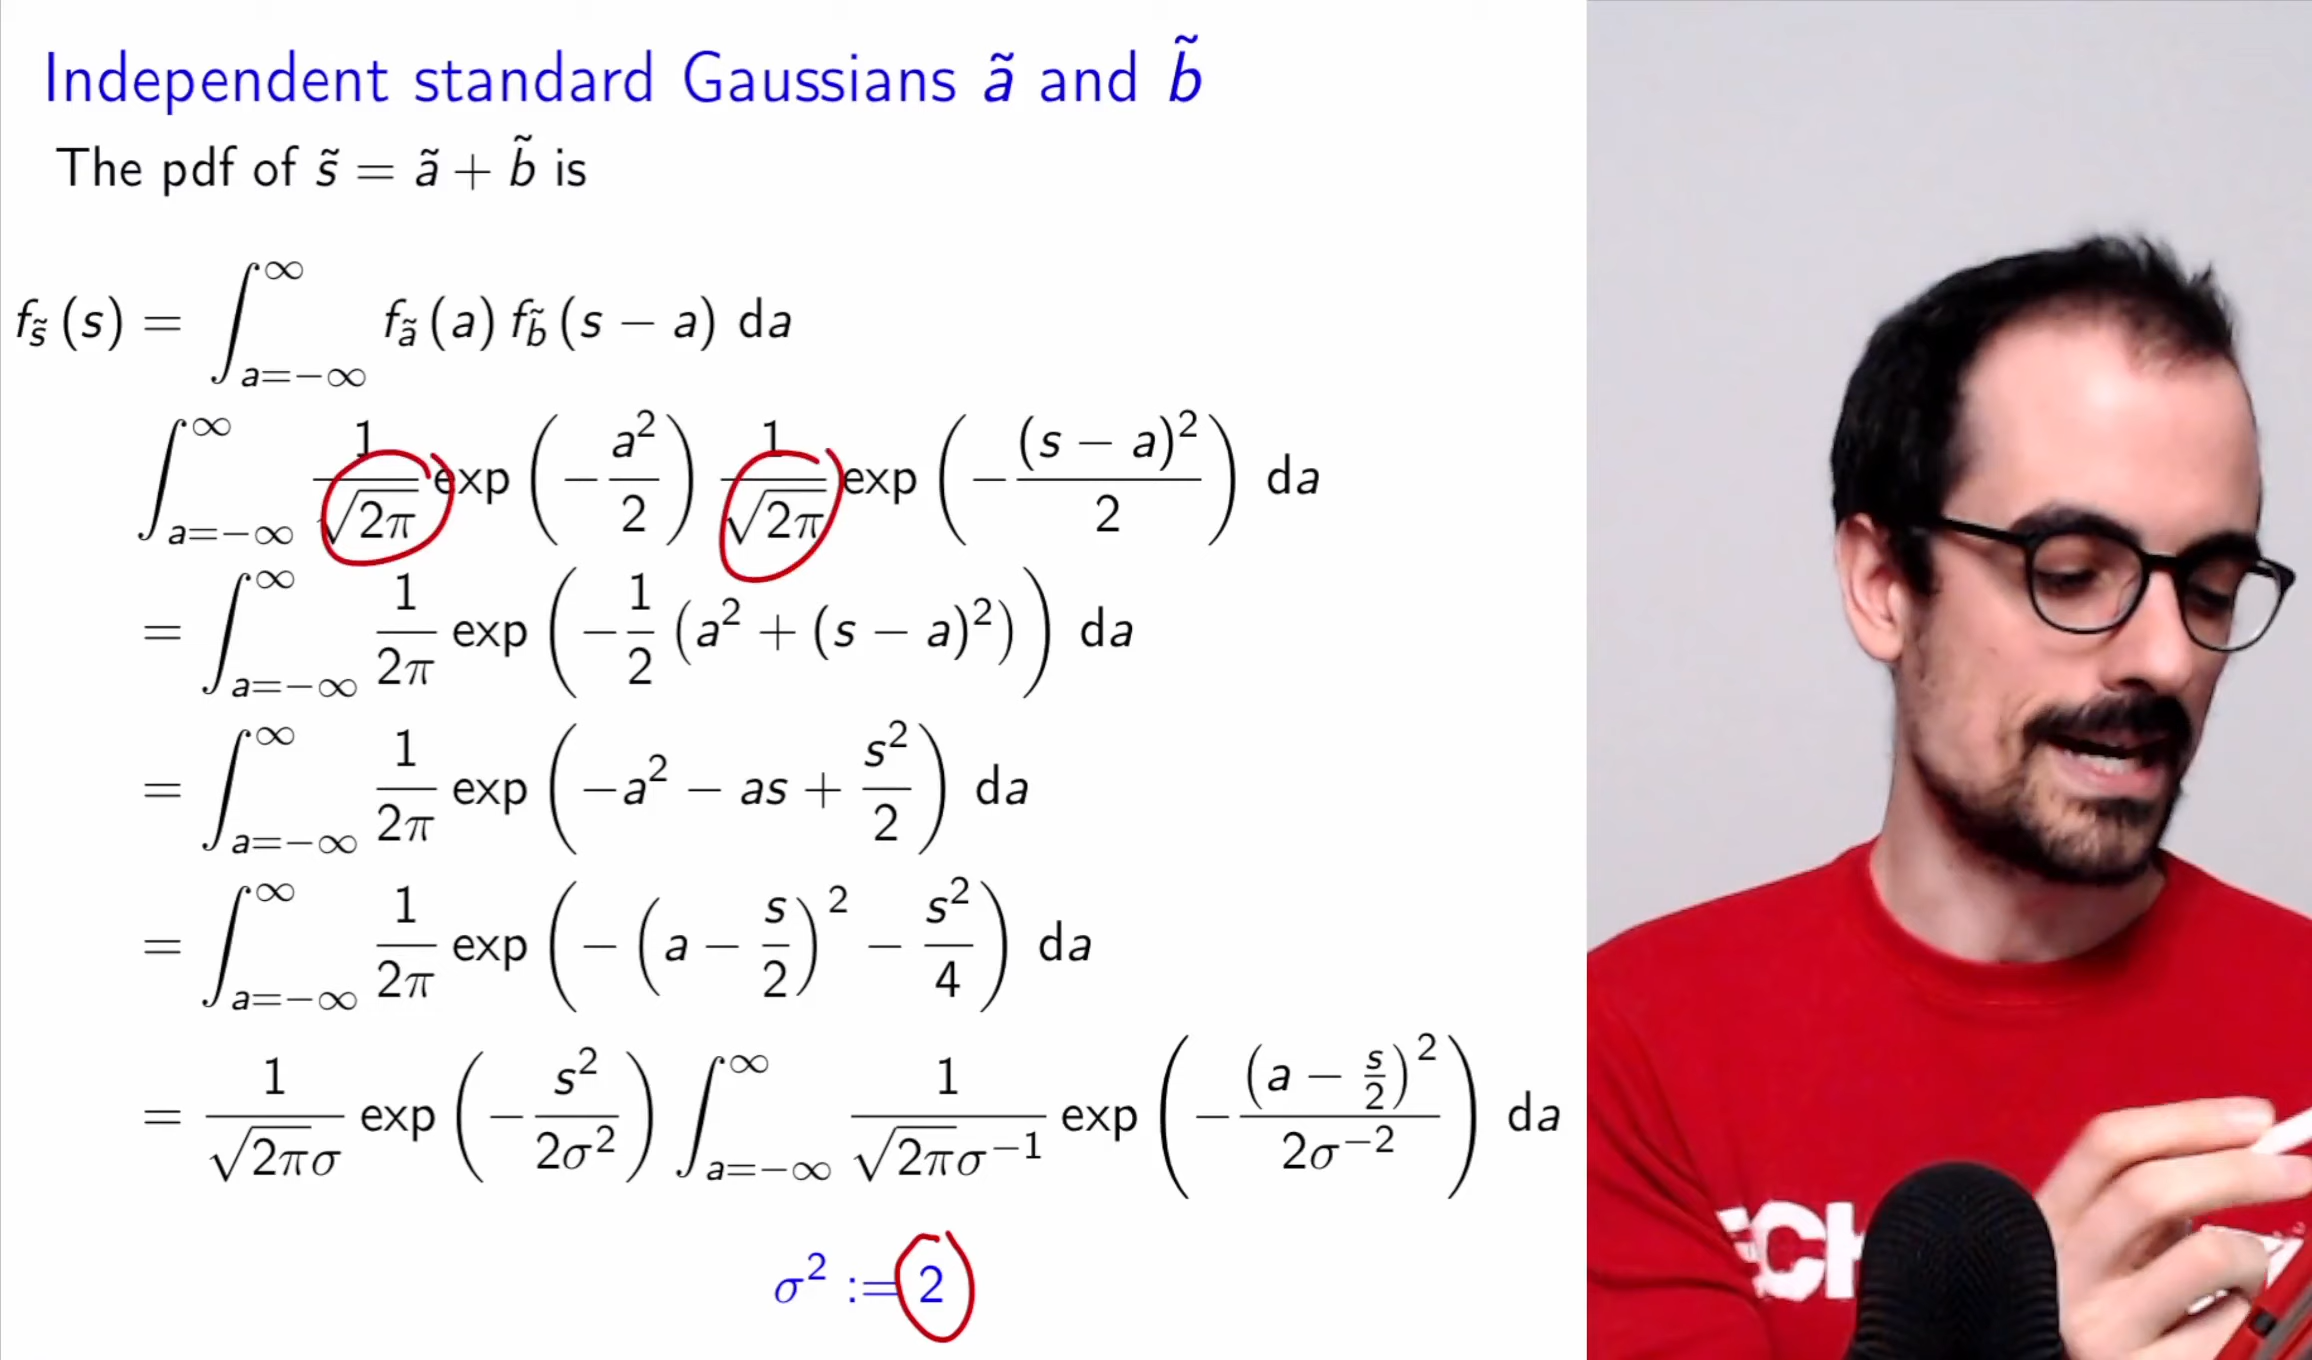 Independent standard Gaussians ã and b̃
The pdf of s̃ = ã + b̃ is
f_s̃ (s) = ∫_{a=−∞}^{∞} f_ã (a) f_b̃ (s − a) da
∫_{a=−∞}^{∞} 1/√2π exp (−a²/2) 1/√2π exp (−(s − a)²/2) da
= ∫_{a=−∞}^{∞} 1/2π exp (−1/2 (a² + (s − a)²)) da
= ∫_{a=−∞}^{∞} 1/2π exp (−a² − as + s²/2) da
= ∫_{a=−∞}^{∞} 1/2π exp (−(a − s/2)² − s²/4) da
= 1/√2πσ exp (−s²/2σ²) ∫_{a=−∞}^{∞} 1/√2πσ⁻¹ exp (−(a − s/2)²/2σ⁻²) da
σ² := 2